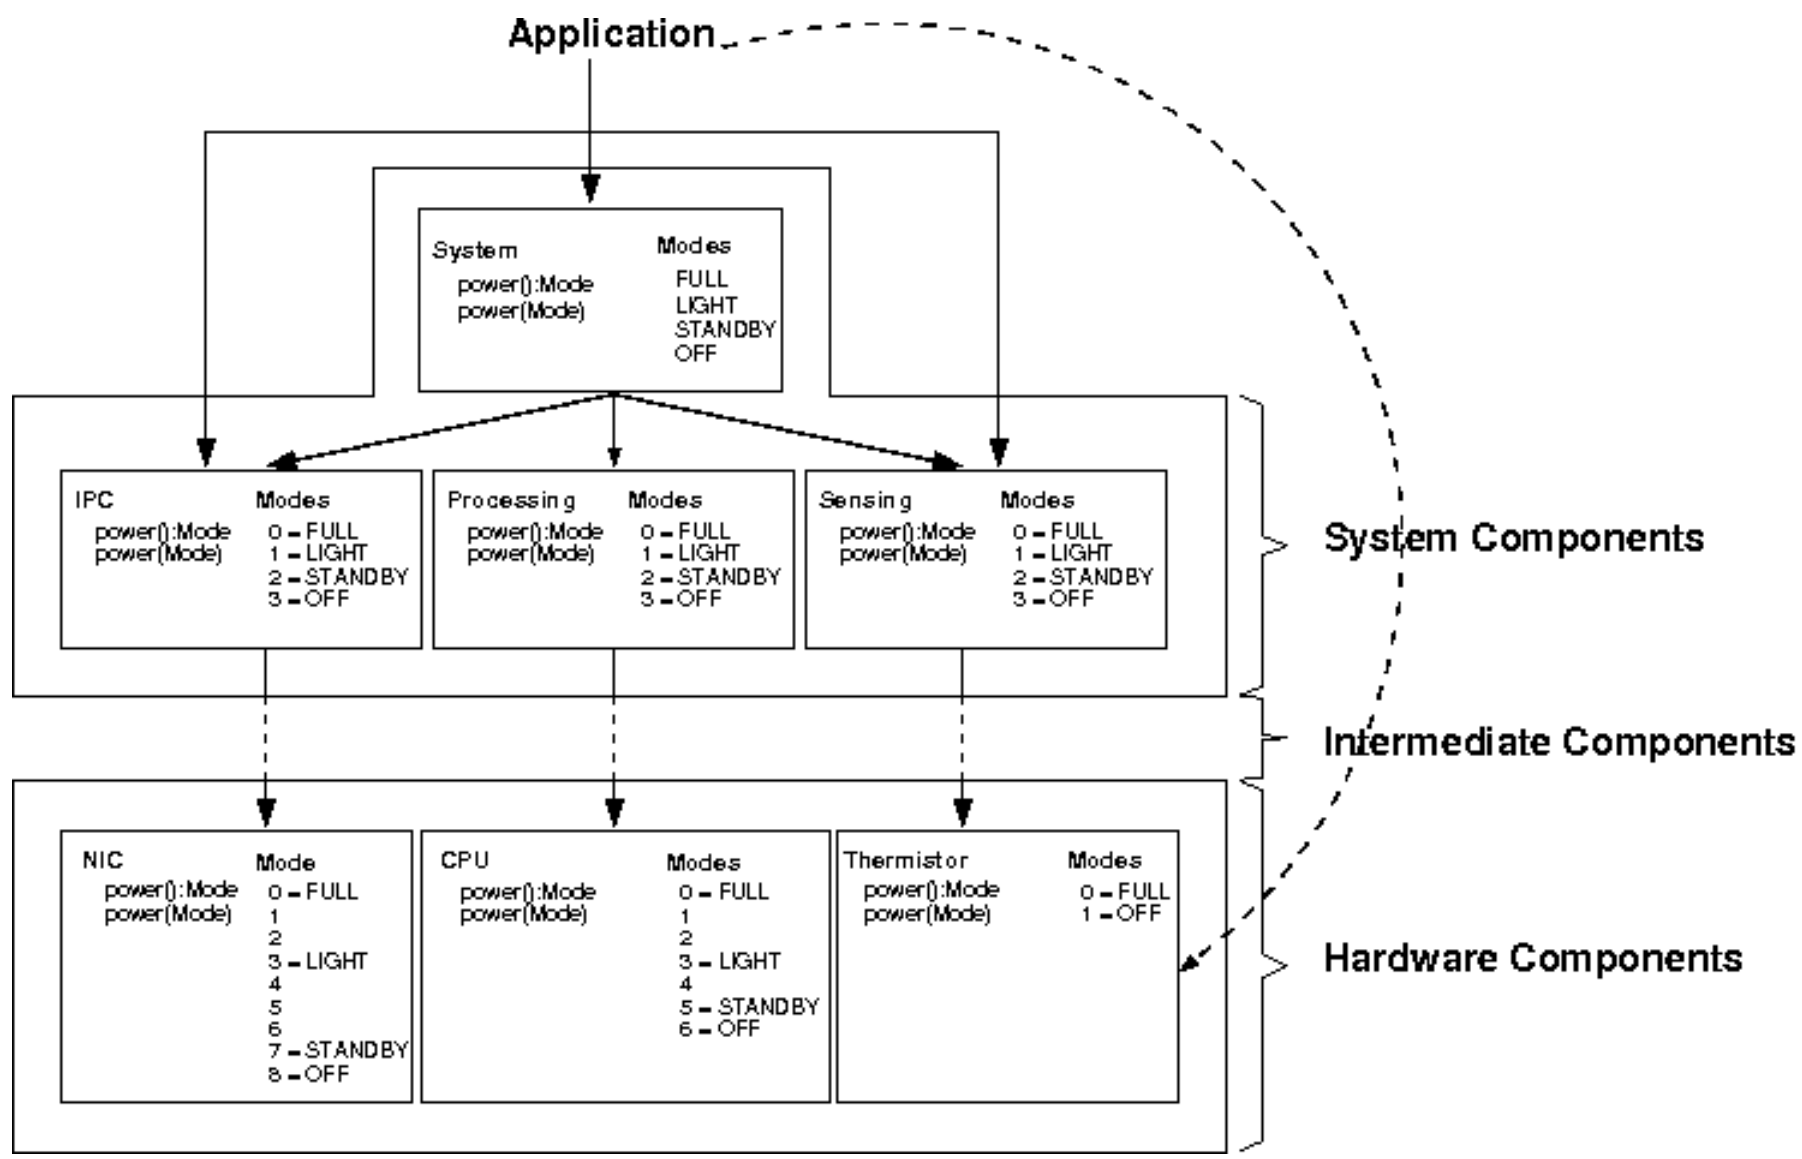 Application
System
Modes
power():Mode
FULL
power(Mode)
LIGHT
STANDBY
OFF
IPC
Modes
power():Mode
0 – FULL
power(Mode)
1 – LIGHT
2 – STANDBY
3 – OFF
Processing
Modes
power():Mode
0 – FULL
power(Mode)
1 – LIGHT
2 – STANDBY
3 – OFF
Sensing
Modes
power():Mode
0 – FULL
power(Mode)
1 – LIGHT
2 – STANDBY
3 – OFF
System Components
Intermediate Components
NIC
Mode
power():Mode
0 – FULL
power(Mode)
1
2
3 – LIGHT
4
5
6
7 – STANDBY
8 – OFF
CPU
Modes
power():Mode
0 – FULL
power(Mode)
1
2
3 – LIGHT
4
5 – STANDBY
6 – OFF
Thermistor
Modes
power():Mode
0 – FULL
power(Mode)
1 – OFF
Hardware Components